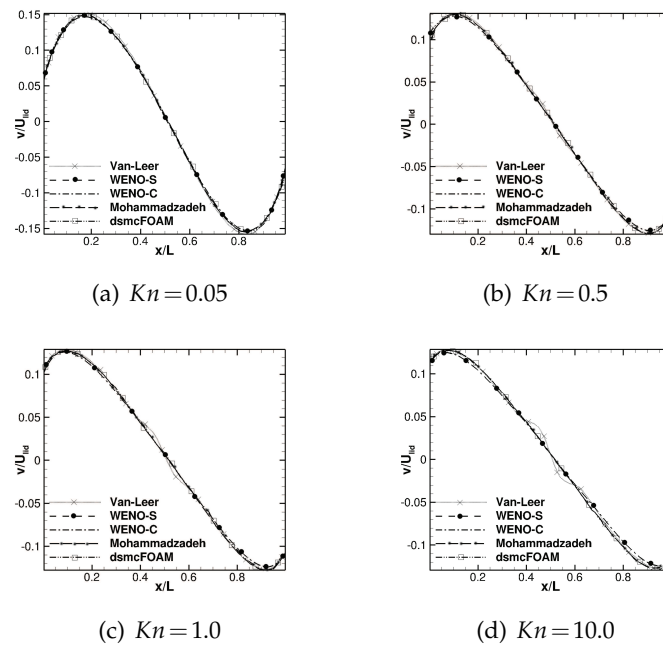 0.15
0.1
0.05
0
-0.05
-0.1
-0.15
v/U_lid
Van-Leer
WENO-S
WENO-C
Mohammadzadeh
dsmcFOAM
0.2 0.4 0.6 0.8
x/L
(a) Kn=0.05
0.1
0.05
0
-0.05
-0.1
v/U_lid
Van-Leer
WENO-S
WENO-C
Mohammadzadeh
dsmcFOAM
0.2 0.4 0.6 0.8
x/L
(b) Kn=0.5
0.1
0.05
0
-0.05
-0.1
v/U_lid
Van-Leer
WENO-S
WENO-C
Mohammadzadeh
dsmcFOAM
0.2 0.4 0.6 0.8
x/L
(c) Kn=1.0
0.1
0.05
0
-0.05
-0.1
v/U_lid
Van-Leer
WENO-S
WENO-C
Mohammadzadeh
dsmcFOAM
0.2 0.4 0.6 0.8
x/L
(d) Kn=10.0